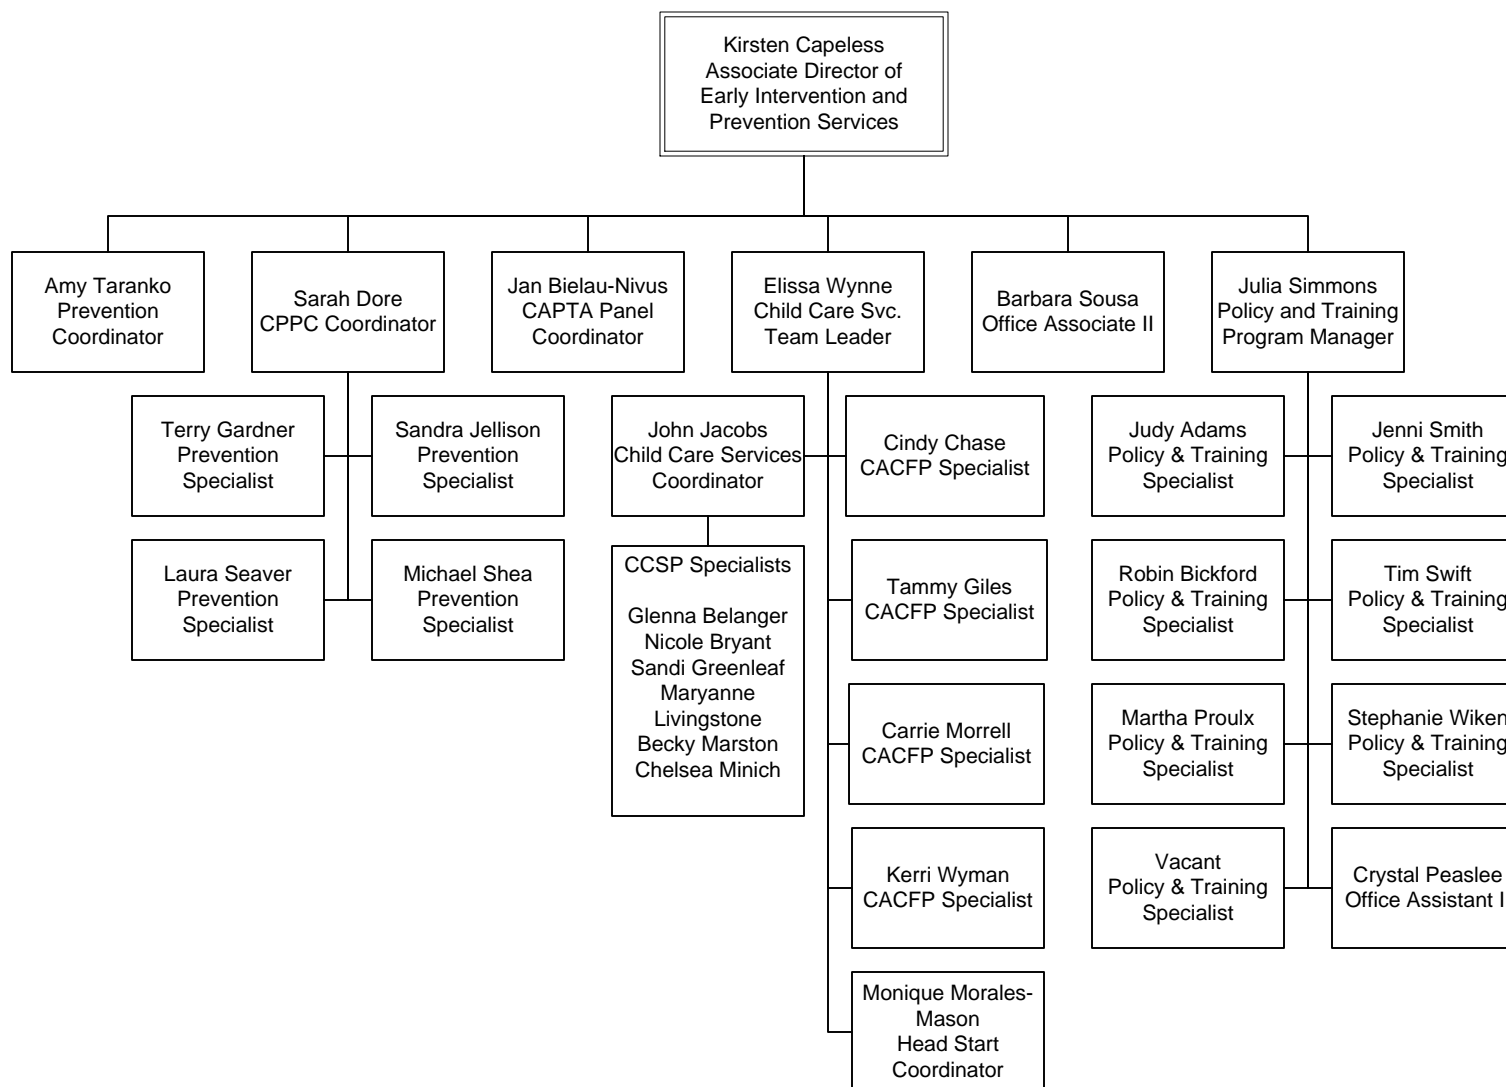 Kirsten Capeless
Associate Director of
Early Intervention and
Prevention Services
Amy Taranko
Prevention
Coordinator
Sarah Dore
CPPC Coordinator
Jan Bielau-Nivus
CAPTA Panel
Coordinator
Elissa Wynne
Child Care Svc.
Team Leader
Barbara Sousa
Office Associate II
Julia Simmons
Policy and Training
Program Manager
Terry Gardner
Prevention
Specialist
Sandra Jellison
Prevention
Specialist
Laura Seaver
Prevention
Specialist
Michael Shea
Prevention
Specialist
John Jacobs
Child Care Services
Coordinator
CCSP Specialists
Glenna Belanger
Nicole Bryant
Sandi Greenleaf
Maryanne
Livingstone
Becky Marston
Chelsea Minich
Cindy Chase
CACFP Specialist
Tammy Giles
CACFP Specialist
Carrie Morrell
CACFP Specialist
Kerri Wyman
CACFP Specialist
Monique Morales-
Mason
Head Start
Coordinator
Judy Adams
Policy & Training
Specialist
Jenni Smith
Policy & Training
Specialist
Robin Bickford
Policy & Training
Specialist
Tim Swift
Policy & Training
Specialist
Martha Proulx
Policy & Training
Specialist
Stephanie Wiken
Policy & Training
Specialist
Vacant
Policy & Training
Specialist
Crystal Peaslee
Office Assistant